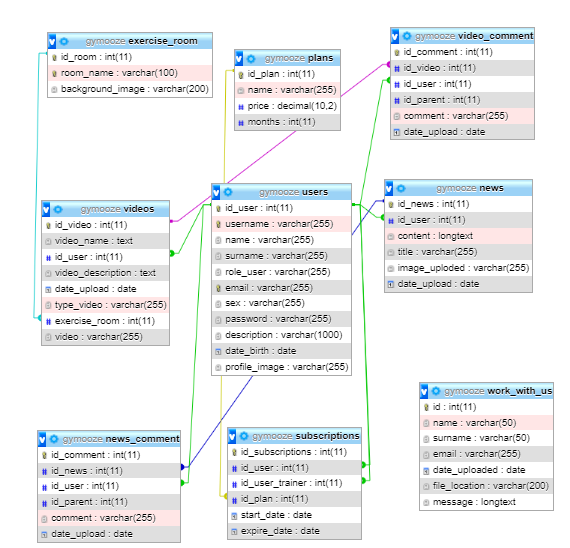 gymooze exercise_room
id_room : int(11)
room_name : varchar(100)
background_image : varchar(200)
gymooze plans
id_plan : int(11)
name : varchar(255)
price : decimal(10,2)
months : int(11)
gymooze video_comment
id_comment : int(11)
id_video : int(11)
id_user : int(11)
id_parent : int(11)
comment : varchar(255)
date_upload : date
gymooze videos
id_video : int(11)
video_name : text
id_user : int(11)
video_description : text
date_upload : date
type_video : varchar(255)
exercise_room : int(11)
video : varchar(255)
gymooze users
id_user : int(11)
username : varchar(255)
name : varchar(255)
surname : varchar(255)
role_user : varchar(255)
email : varchar(255)
sex : varchar(255)
password : varchar(255)
description : varchar(1000)
date_birth : date
profile_image : varchar(255)
gymooze news
id_news : int(11)
id_user : int(11)
content : longtext
title : varchar(255)
image_uploded : varchar(255)
date_upload : date
gymooze news_comment
id_comment : int(11)
id_news : int(11)
id_user : int(11)
id_parent : int(11)
comment : varchar(255)
date_upload : date
gymooze subscriptions
id_subscriptions : int(11)
id_user : int(11)
id_user_trainer : int(11)
id_plan : int(11)
start_date : date
expire_date : date
gymooze work_with_us
id : int(11)
name : varchar(50)
surname : varchar(50)
email : varchar(255)
date_uploaded : date
file_location : varchar(200)
message : longtext